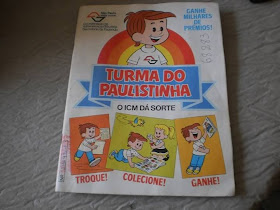 GANHE
MILHARES
DE
PRÊMIOS!
TURMA DO
PAULISTINHA
O ICM DÁ SORTE
TROQUE!
COLECIONE!
GANHE!